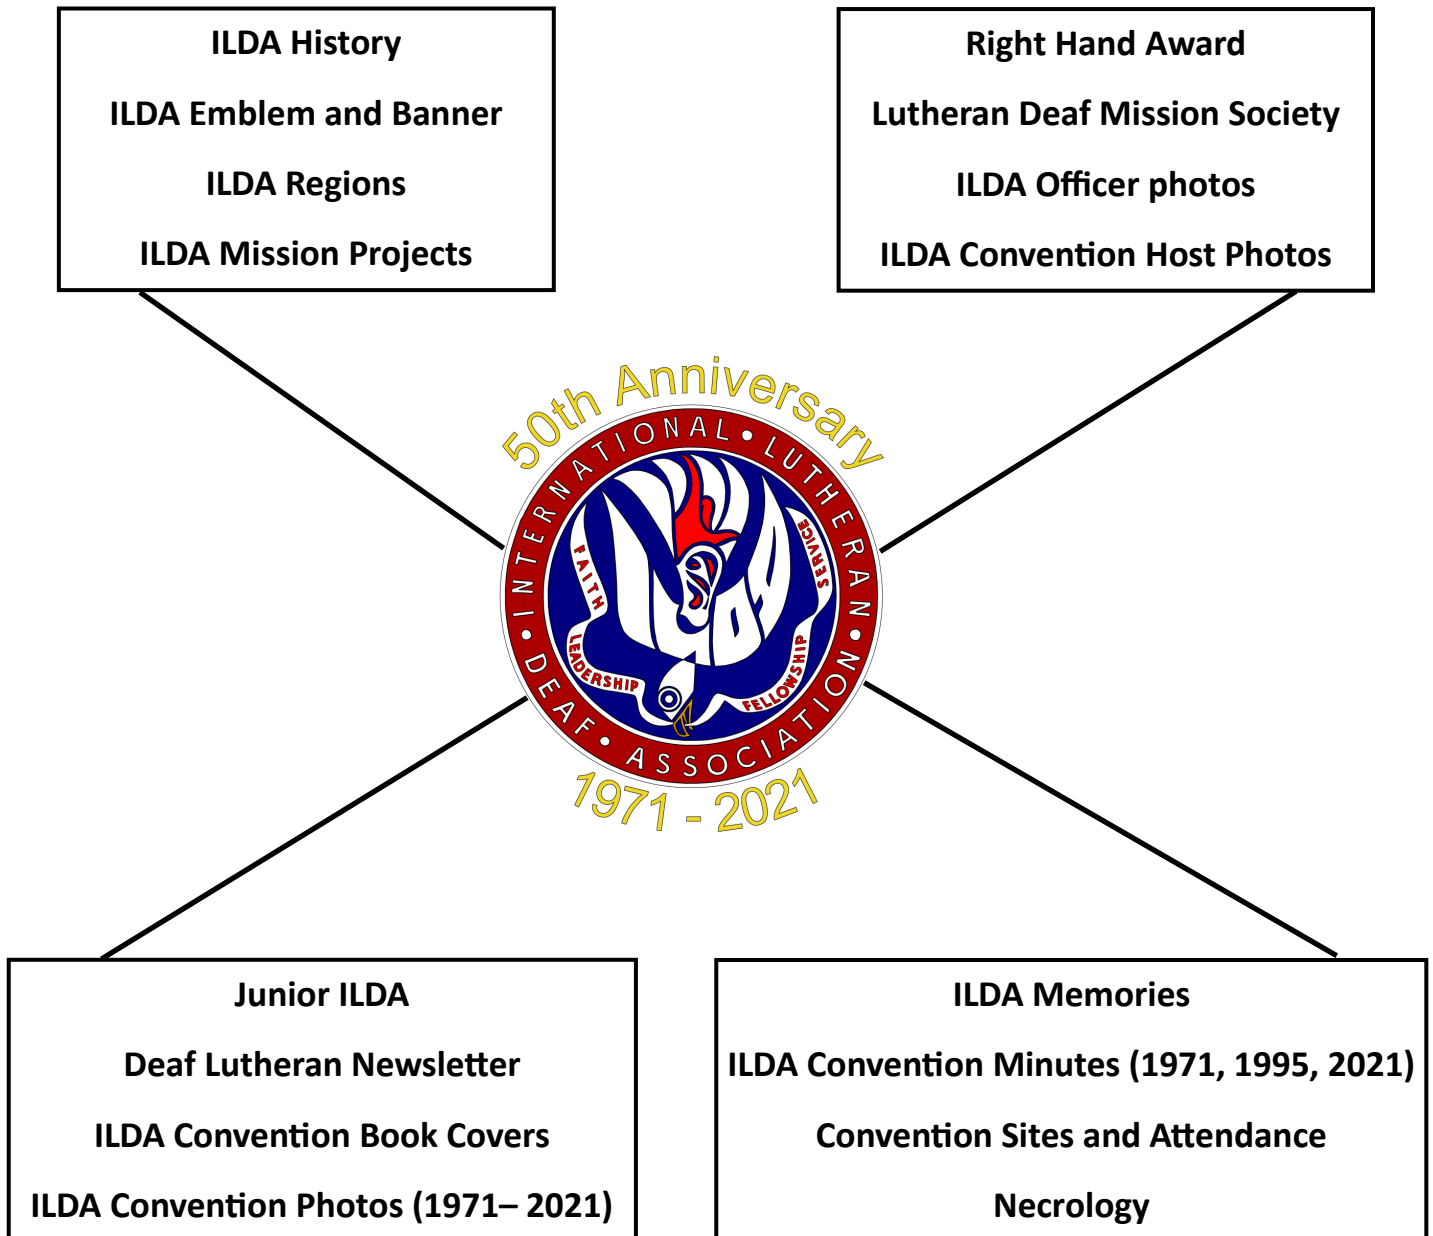 ILDA History
ILDA Emblem and Banner
ILDA Regions
ILDA Mission Projects
Right Hand Award
Lutheran Deaf Mission Society
ILDA Officer photos
ILDA Convention Host Photos
50th Anniversary
INTERNATIONAL • LUTHERAN •
DEAF • ASSOCIATION •
ILDA
FAITH
LEADERSHIP
FELLOWSHIP
SERVICE
1971 - 2021
Junior ILDA
Deaf Lutheran Newsletter
ILDA Convention Book Covers
ILDA Convention Photos (1971– 2021)
ILDA Memories
ILDA Convention Minutes (1971, 1995, 2021)
Convention Sites and Attendance
Necrology